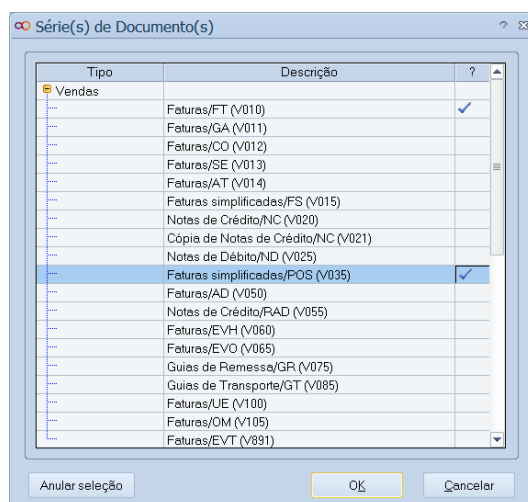 Série(s) de Documento(s)
Tipo Descrição ?
Vendas
Faturas/FT (V010)
Faturas/GA (V011)
Faturas/CO (V012)
Faturas/SE (V013)
Faturas/AT (V014)
Faturas simplificadas/FS (V015)
Notas de Crédito/NC (V020)
Cópia de Notas de Crédito/NC (V021)
Notas de Débito/ND (V025)
Faturas simplificadas/POS (V035)
Faturas/AD (V050)
Notas de Crédito/RAD (V055)
Faturas/EVH (V060)
Faturas/EVO (V065)
Guias de Remessa/GR (V075)
Guias de Transporte/GT (V085)
Faturas/UE (V100)
Faturas/OM (V105)
Faturas/EVT (V891)
Anular seleção OK Cancelar